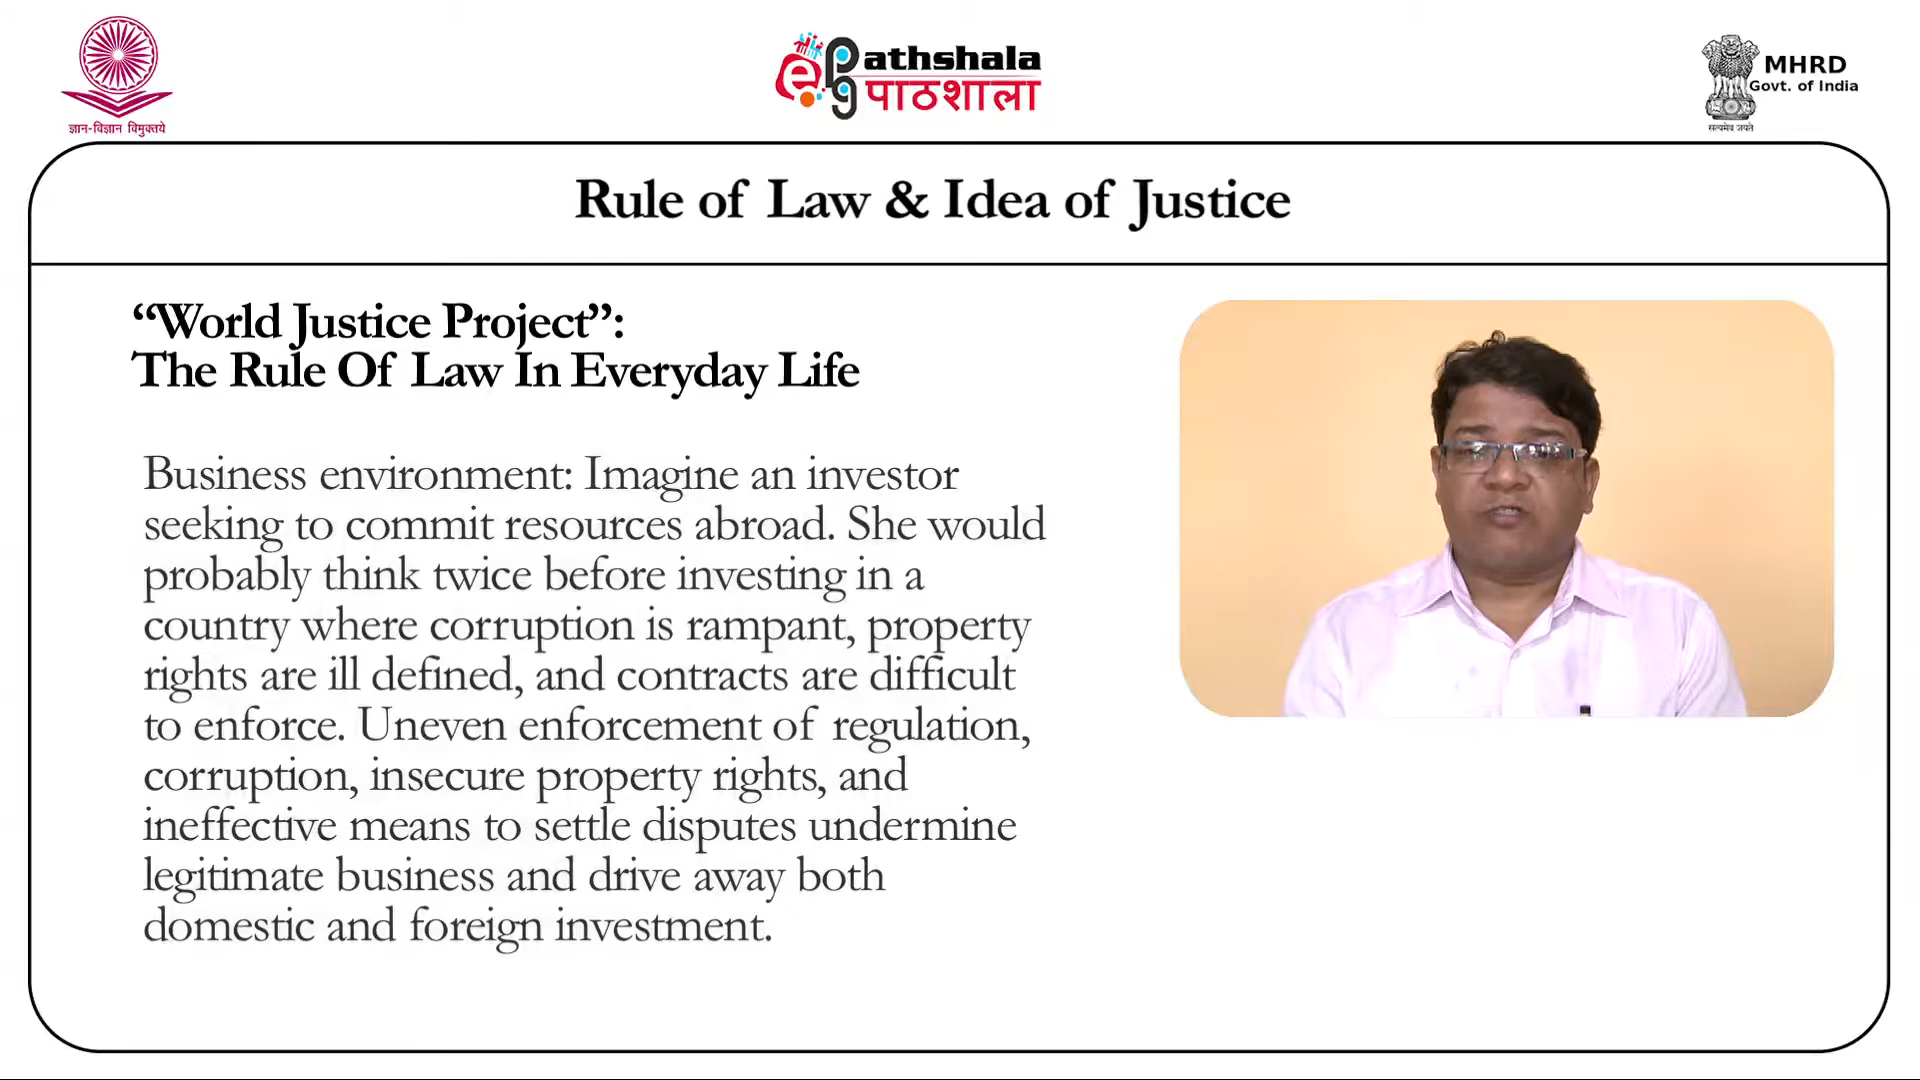 ज्ञान-विज्ञान विमुक्तये
ePathshala
पाठशाला
MHRD
Govt. of India
सत्यमेव जयते
Rule of Law & Idea of Justice
“World Justice Project”:
The Rule Of Law In Everyday Life
Business environment: Imagine an investor
seeking to commit resources abroad. She would
probably think twice before investing in a
country where corruption is rampant, property
rights are ill defined, and contracts are difficult
to enforce. Uneven enforcement of regulation,
corruption, insecure property rights, and
ineffective means to settle disputes undermine
legitimate business and drive away both
domestic and foreign investment.